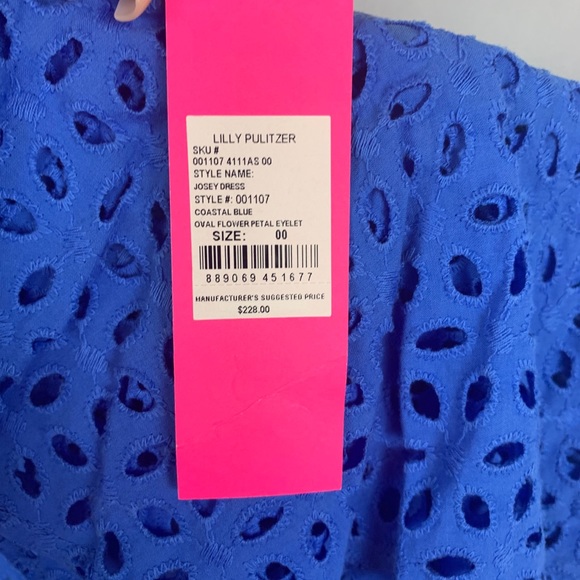 LILLY PULITZER
SKU #
001107 4111AS 00
STYLE NAME:
JOSEY DRESS
STYLE #: 001107
COASTAL BLUE
OVAL FLOWER PETAL EYELET
SIZE: 00
889069 451677
MANUFACTURER'S SUGGESTED PRICE
$228.00